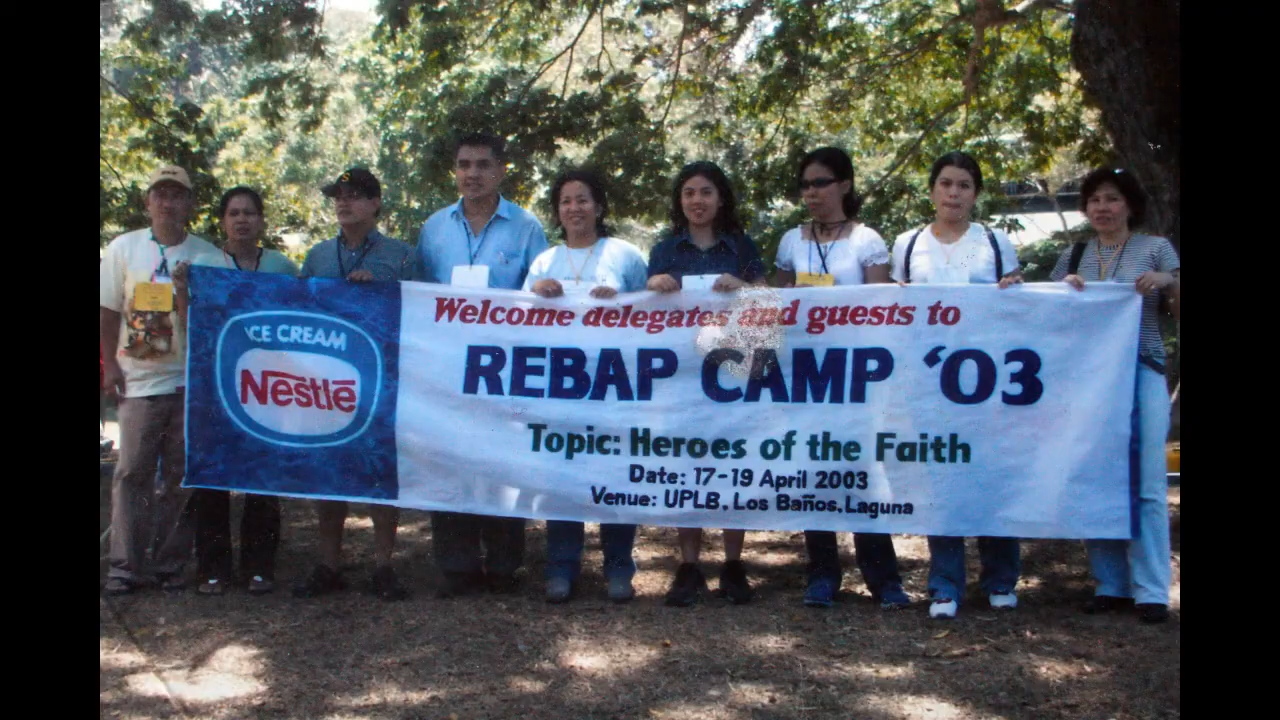 ICE CREAM
Nestlé
Welcome delegates and guests to
REBAP CAMP '03
Topic: Heroes of the Faith
Date: 17-19 April 2003
Venue: UPLB, Los Baños, Laguna